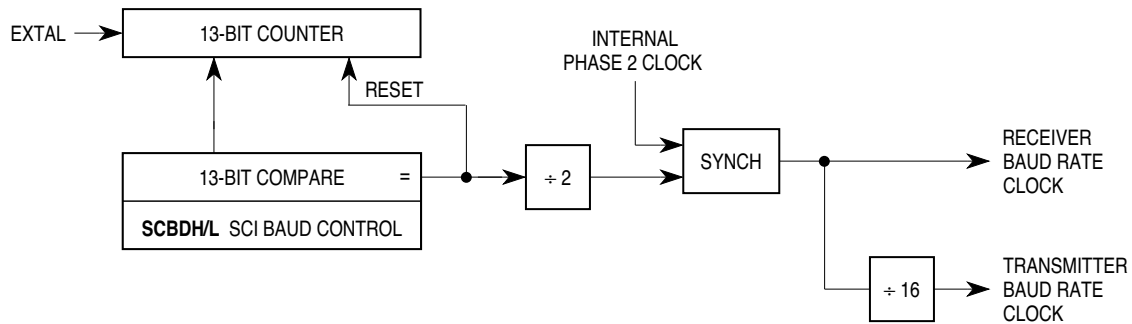 EXTAL
13-BIT COUNTER
INTERNAL
PHASE 2 CLOCK
RESET
13-BIT COMPARE =
SCBDH/L SCI BAUD CONTROL
÷ 2
SYNCH
RECEIVER
BAUD RATE
CLOCK
÷ 16
TRANSMITTER
BAUD RATE
CLOCK